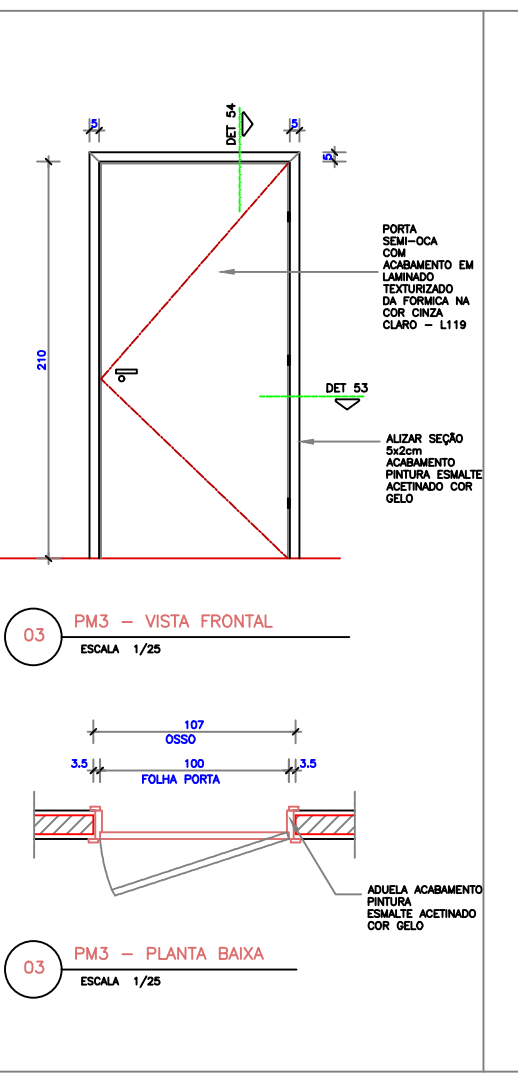 DET 54
5
5
5
PORTA
SEMI-OCA
COM
ACABAMENTO EM
LAMINADO
TEXTURIZADO
DA FORMICA NA
COR CINZA
CLARO - L119
210
DET 53
ALIZAR SEÇÃO
5x2cm
ACABAMENTO
PINTURA ESMALTE
ACETINADO COR
GELO
03
PM3 - VISTA FRONTAL
ESCALA 1/25
107
OSSO
3.5
100
3.5
FOLHA PORTA
ADUELA ACABAMENTO
PINTURA
ESMALTE ACETINADO
COR GELO
03
PM3 - PLANTA BAIXA
ESCALA 1/25